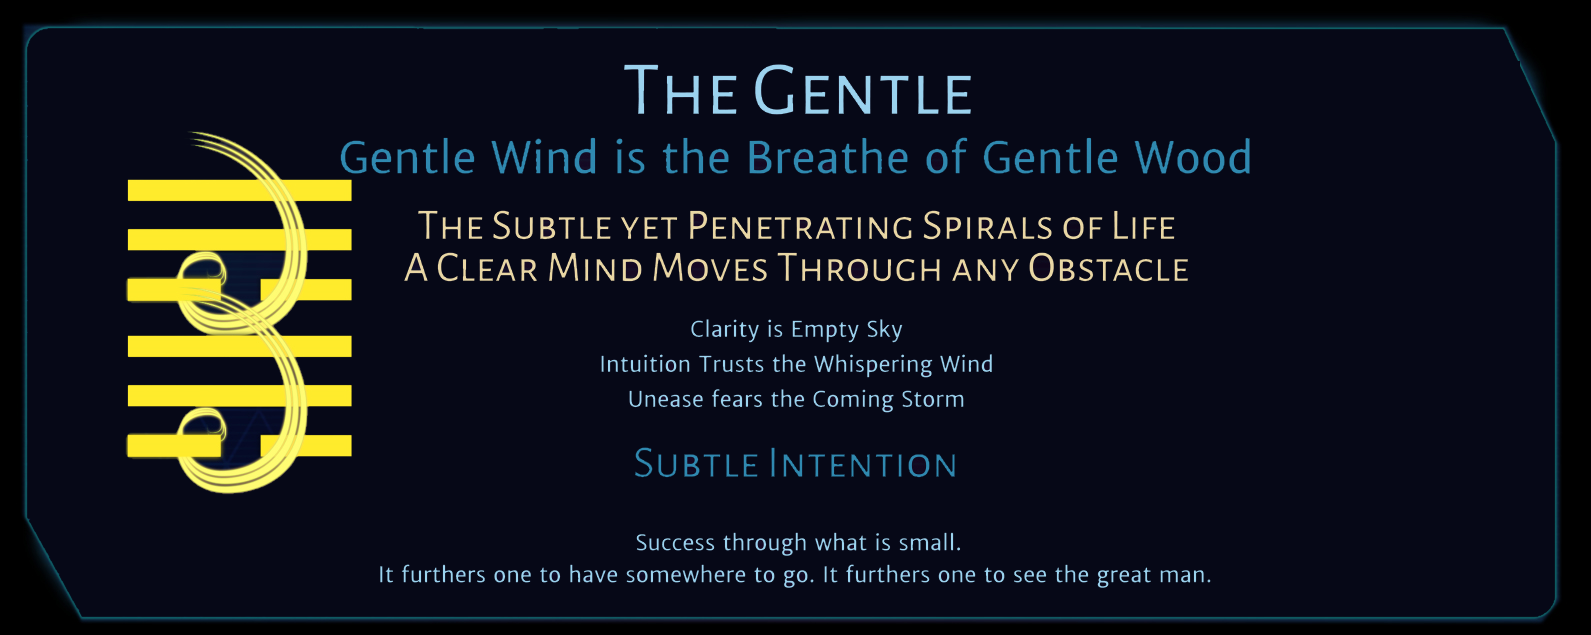 The Gentle
Gentle Wind is the Breathe of Gentle Wood
The Subtle yet Penetrating Spirals of Life
A Clear Mind Moves Through any Obstacle
Clarity is Empty Sky
Intuition Trusts the Whispering Wind
Unease fears the Coming Storm
Subtle Intention
Success through what is small.
It furthers one to have somewhere to go. It furthers one to see the great man.